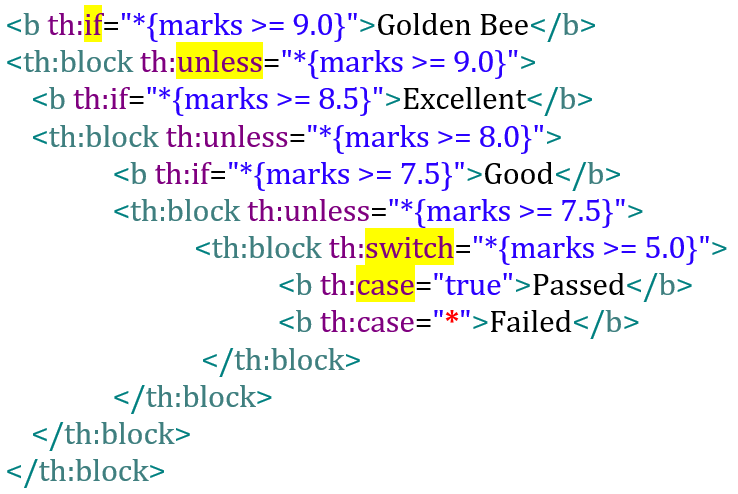 <b th:if="*{marks >= 9.0}">Golden Bee</b>
<th:block th:unless="*{marks >= 9.0}">
<b th:if="*{marks >= 8.5}">Excellent</b>
<th:block th:unless="*{marks >= 8.0}">
<b th:if="*{marks >= 7.5}">Good</b>
<th:block th:unless="*{marks >= 7.5}">
<th:block th:switch="*{marks >= 5.0}">
<b th:case="true">Passed</b>
<b th:case="*">Failed</b>
</th:block>
</th:block>
</th:block>
</th:block>